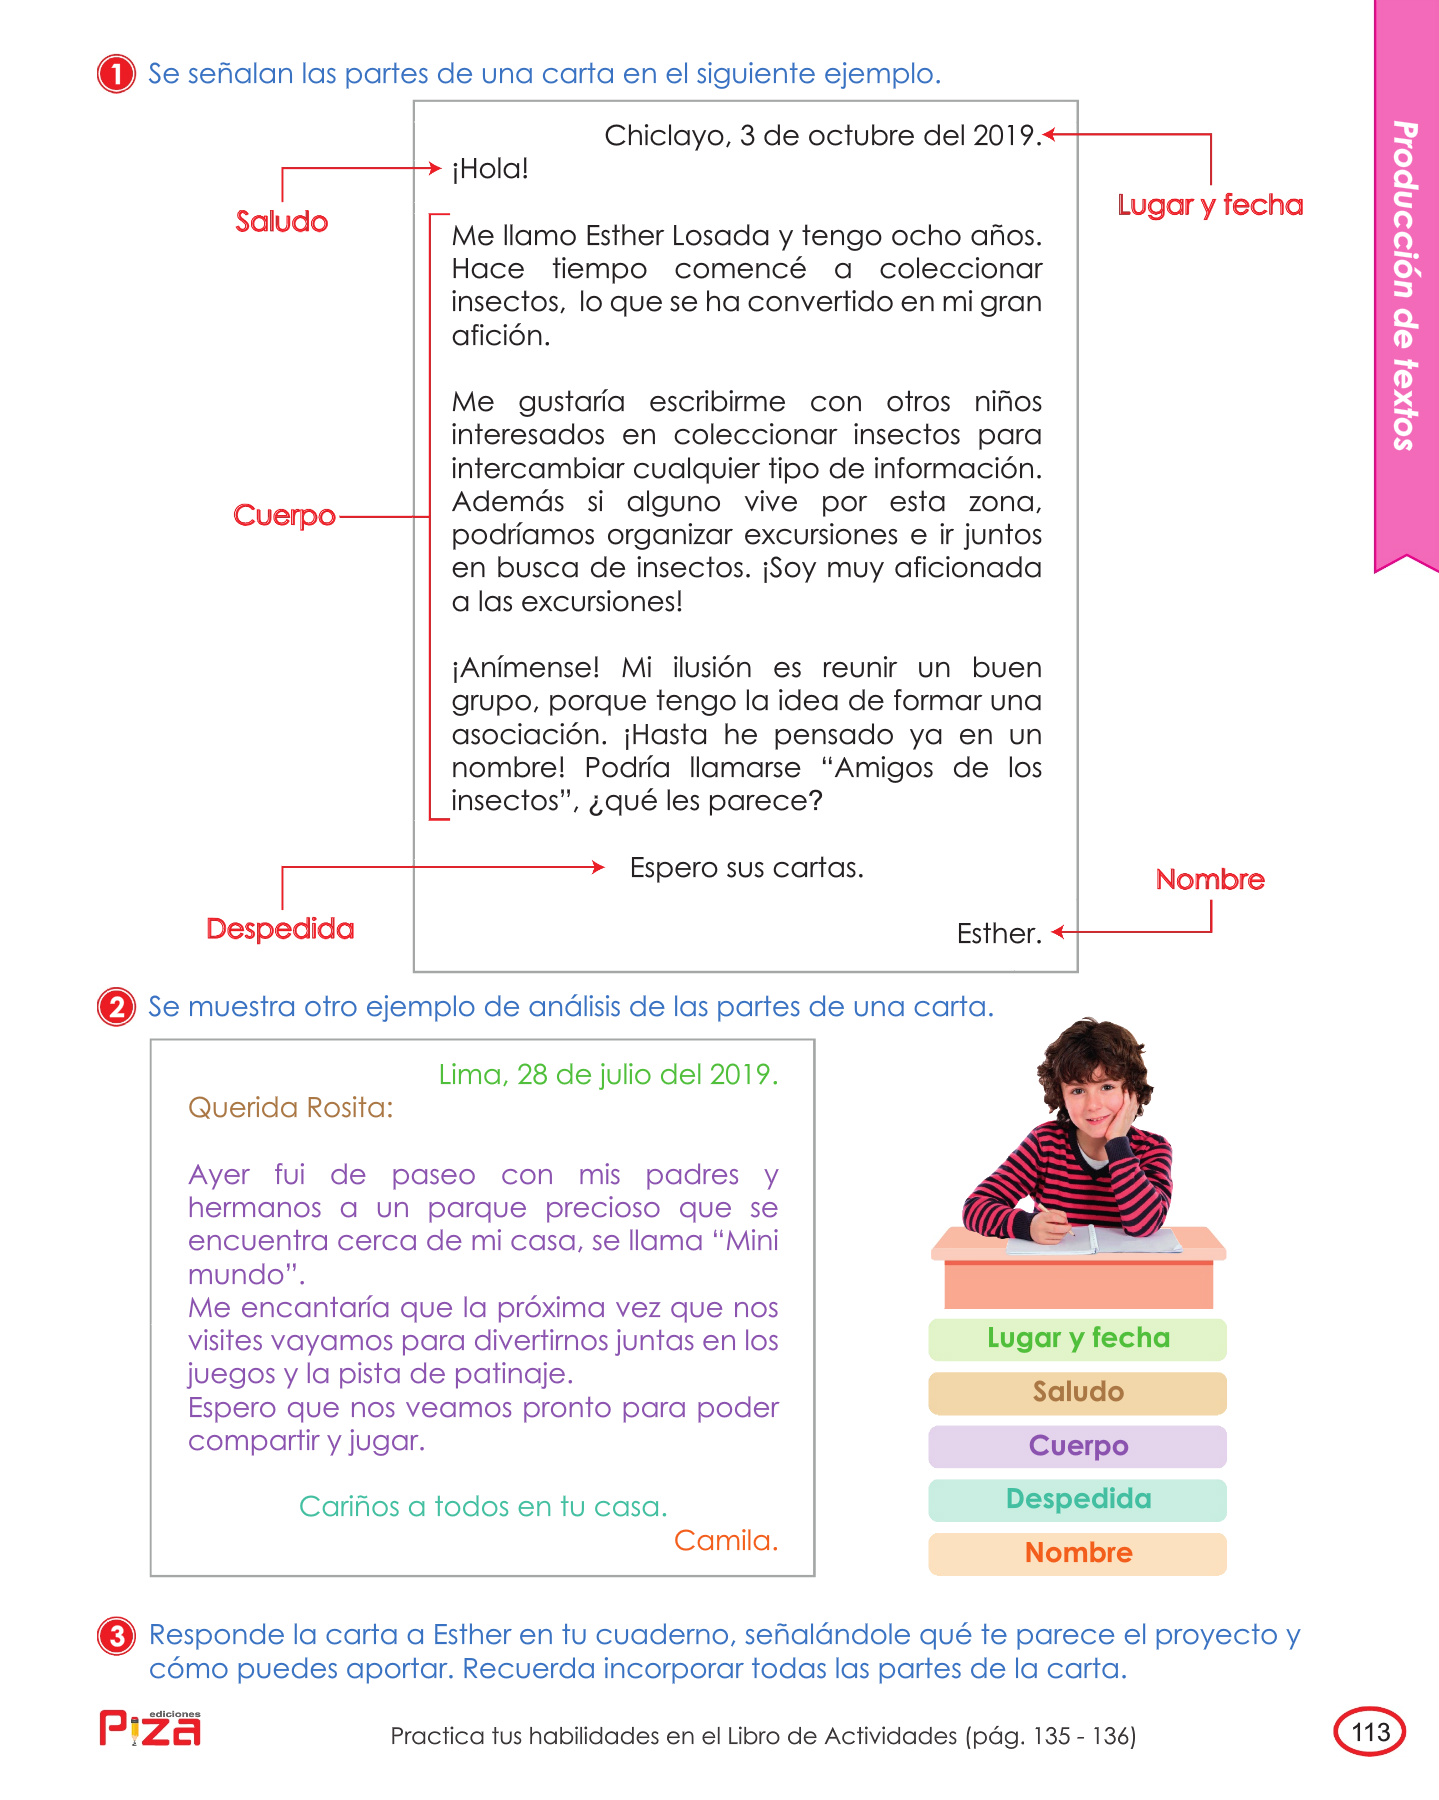 1 Se señalan las partes de una carta en el siguiente ejemplo.
Chiclayo, 3 de octubre del 2019.
Lugar y fecha
¡Hola!
Saludo
Me llamo Esther Losada y tengo ocho años.
Hace tiempo comencé a coleccionar
insectos, lo que se ha convertido en mi gran
afición.
Me gustaría escribirme con otros niños
interesados en coleccionar insectos para
intercambiar cualquier tipo de información.
Además si alguno vive por esta zona,
podríamos organizar excursiones e ir juntos
en busca de insectos. ¡Soy muy aficionada
a las excursiones!
Cuerpo
¡Anímense! Mi ilusión es reunir un buen
grupo, porque tengo la idea de formar una
asociación. ¡Hasta he pensado ya en un
nombre! Podría llamarse “Amigos de los
insectos”, ¿qué les parece?
Espero sus cartas.
Despedida
Nombre
Esther.
Producción de textos
2 Se muestra otro ejemplo de análisis de las partes de una carta.
Lima, 28 de julio del 2019.
Querida Rosita:
Ayer fui de paseo con mis padres y
hermanos a un parque precioso que se
encuentra cerca de mi casa, se llama “Mini
mundo”.
Me encantaría que la próxima vez que nos
visites vayamos para divertirnos juntas en los
juegos y la pista de patinaje.
Espero que nos veamos pronto para poder
compartir y jugar.
Cariños a todos en tu casa.
Camila.
Lugar y fecha
Saludo
Cuerpo
Despedida
Nombre
3 Responde la carta a Esther en tu cuaderno, señalándole qué te parece el proyecto y
cómo puedes aportar. Recuerda incorporar todas las partes de la carta.
ediciones
Piza
Practica tus habilidades en el Libro de Actividades (pág. 135 - 136)
113